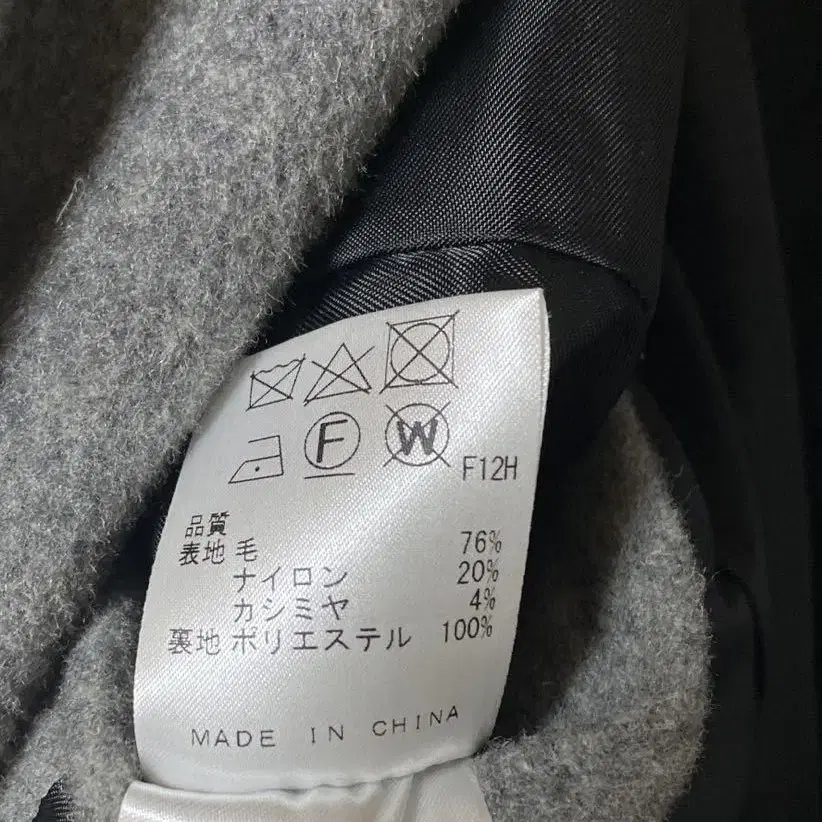 F W F12H
品質
表地 毛 76%
ナイロン 20%
カシミヤ 4%
裏地 ポリエステル 100%
MADE IN CHINA